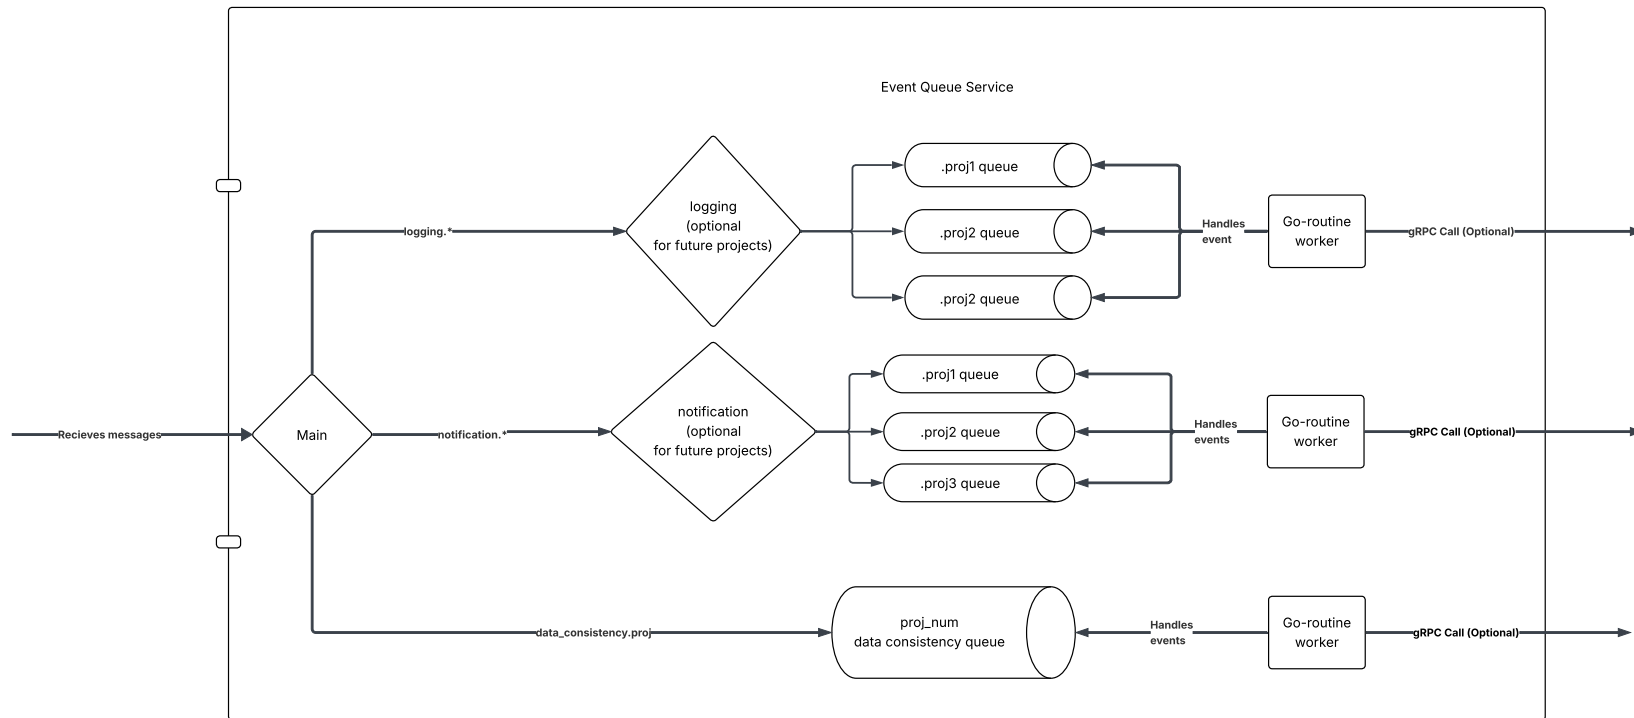 Event Queue Service
.proj1 queue
logging
(optional
for future projects)
logging.*
.proj2 queue
Handles
event
Go-routine
worker
gRPC Call (Optional)
.proj2 queue
.proj1 queue
Recieves messages
Main
notification.*
notification
(optional
for future projects)
.proj2 queue
Handles
events
Go-routine
worker
gRPC Call (Optional)
.proj3 queue
data_consistency.proj
proj_num
data consistency queue
Handles
events
Go-routine
worker
gRPC Call (Optional)